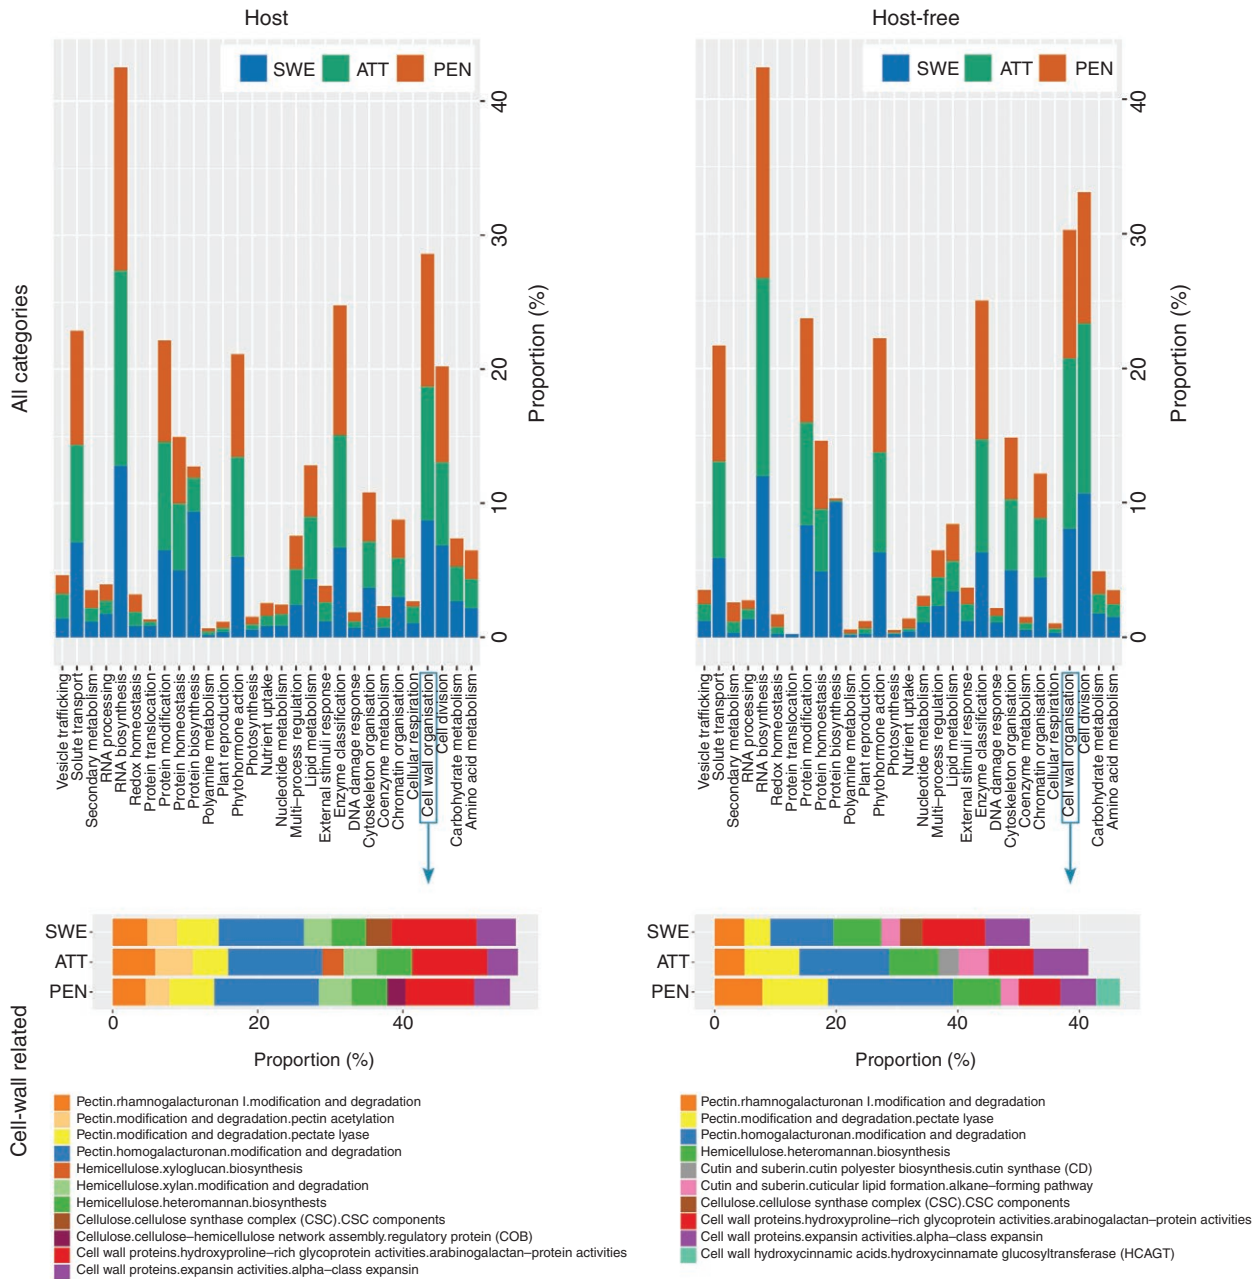 Host
Host-free
SWE ATT PEN
SWE ATT PEN
All categories
Proportion (%)
0 10 20 30 40
Proportion (%)
0 10 20 30 40
Vesicle trafficking
Solute transport
Secondary metabolism
RNA processing
RNA biosynthesis
Redox homeostasis
Protein translocation
Protein modification
Protein homeostasis
Protein biosynthesis
Polyamine metabolism
Plant reproduction
Phytohormone action
Photosynthesis
Nutrient uptake
Nucleotide metabolism
Multi–process regulation
Lipid metabolism
External stimuli response
Enzyme classification
DNA damage response
Cytoskeleton organisation
Coenzyme metabolism
Chromatin organisation
Cellular respiration
Cell wall organisation
Cell division
Carbohydrate metabolism
Amino acid metabolism
Vesicle trafficking
Solute transport
Secondary metabolism
RNA processing
RNA biosynthesis
Redox homeostasis
Protein translocation
Protein modification
Protein homeostasis
Protein biosynthesis
Polyamine metabolism
Plant reproduction
Phytohormone action
Photosynthesis
Nutrient uptake
Nucleotide metabolism
Multi–process regulation
Lipid metabolism
External stimuli response
Enzyme classification
DNA damage response
Cytoskeleton organisation
Coenzyme metabolism
Chromatin organisation
Cellular respiration
Cell wall organisation
Cell division
Carbohydrate metabolism
Amino acid metabolism
Cell-wall related
SWE
ATT
PEN
0 20 40
Proportion (%)
SWE
ATT
PEN
0 20 40 40
Proportion (%)
Pectin.rhamnogalacturonan I.modification and degradation
Pectin.modification and degradation.pectin acetylation
Pectin.modification and degradation.pectate lyase
Pectin.homogalacturonan.modification and degradation
Hemicellulose.xyloglucan.biosynthesis
Hemicellulose.xylan.modification and degradation
Hemicellulose.heteromannan.biosynthests
Cellulose.cellulose synthase complex (CSC).CSC components
Cellulose.cellulose–hemicellulose network assembly.regulatory protein (COB)
Cell wall proteins.hydroxyproline–rich glycoprotein activities.arabinogalactan–protein activities
Cell wall proteins.expansin activities.alpha–class expansin
Pectin.rhamnogalacturonan I.modification and degradation
Pectin.modification and degradation.pectate lyase
Pectin.homogalacturonan.modification and degradation
Hemicellulose.heteromannan.biosynthesis
Cutin and suberin.cutin polyester biosynthesis.cutin synthase (CD)
Cutin and suberin.cuticular lipid formation.alkane–forming pathway
Cellulose.cellulose synthase complex (CSC).CSC components
Cell wall proteins.hydroxyproline–rich glycoprotein activities.arabinogalactan–protein activities
Cell wall proteins.expansin activities.alpha–class expansin
Cell wall hydroxycinnamic acids.hydroxycinnamate glucosyltransferase (HCAGT)